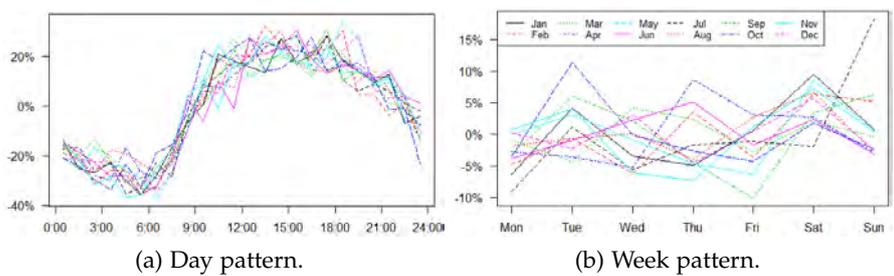 20%
0%
-20%
-40%
0:00 3:00 6:00 9:00 12:00 15:00 18:00 21:00 24:00
(a) Day pattern.
Jan Mar May Jul Sep Nov
Feb Apr Jun Aug Oct Dec
15%
10%
5%
0%
-5%
-10%
Mon Tue Wed Thu Fri Sat Sun
(b) Week pattern.